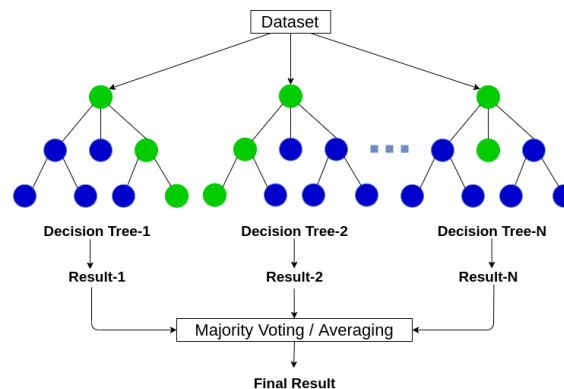 Dataset
Decision Tree-1
Decision Tree-2
Decision Tree-N
Result-1
Result-2
Result-N
Majority Voting / Averaging
Final Result